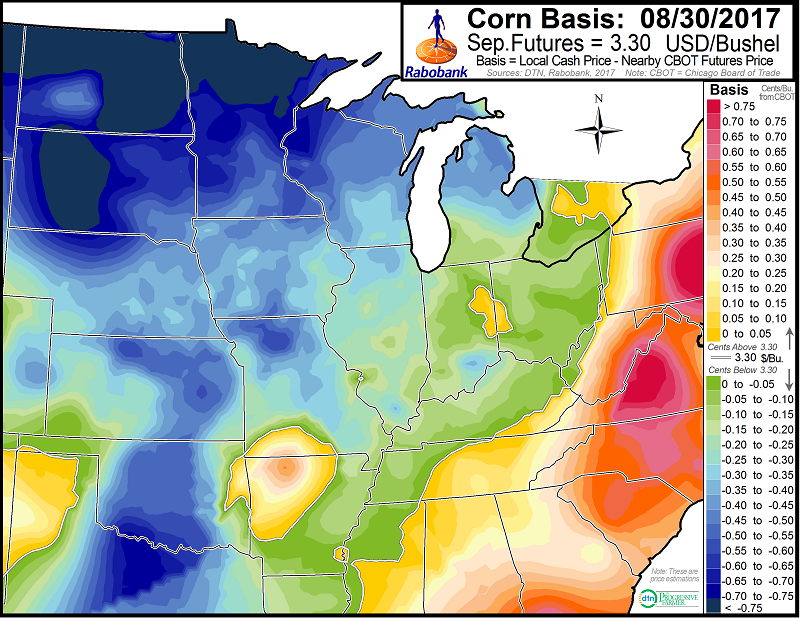 Corn Basis: 08/30/2017
Sep.Futures = 3.30 USD/Bushel
Basis = Local Cash Price - Nearby CBOT Futures Price
Rabobank
Sources: DTN, Rabobank, 2017 Note: CBOT = Chicago Board of Trade
Basis
Cents/Bu.
from CBOT
> 0.75
0.70 to 0.75
0.65 to 0.70
0.60 to 0.65
0.55 to 0.60
0.50 to 0.55
0.45 to 0.50
0.40 to 0.45
0.35 to 0.40
0.30 to 0.35
0.25 to 0.30
0.20 to 0.25
0.15 to 0.20
0.10 to 0.15
0.05 to 0.10
0 to 0.05
Cents Above 3.30
3.30 $/Bu.
Cents Below 3.30
0 to -0.05
-0.05 to -0.10
-0.10 to -0.15
-0.15 to -0.20
-0.20 to -0.25
-0.25 to -0.30
-0.30 to -0.35
-0.35 to -0.40
-0.40 to -0.45
-0.45 to -0.50
-0.50 to -0.55
-0.55 to -0.60
-0.60 to -0.65
-0.65 to -0.70
-0.70 to -0.75
< -0.75
N
Note: These are
price estimations
dtn
Progressive
Farmer